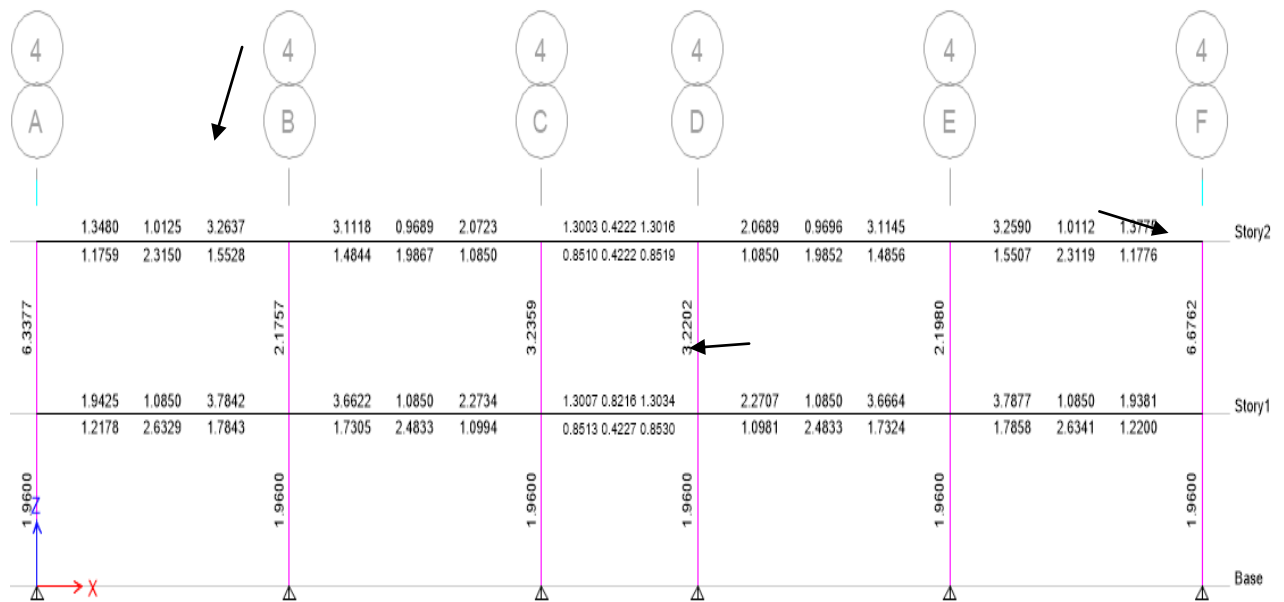 4 4 4 4 4 4
A B C D E F
1.3480 1.0125 3.2637 3.1118 0.9689 2.0723 1.3003 0.4222 1.3016 2.0689 0.9696 3.1145 3.2590 1.0112
Story2
1.1759 2.3150 1.5528 1.4844 1.9867 1.0850 0.8510 0.4222 0.8519 1.0850 1.9852 1.4856 1.5507 2.3119 1.1776
6.3377 2.1757 3.2359 3.2202 2.1980 6.6762
1.9425 1.0850 3.7842 3.6622 1.0850 2.2734 1.3007 0.8216 1.3034 2.2707 1.0850 3.6664 3.7877 1.0850 1.9381
Story1
1.2178 2.6329 1.7843 1.7305 2.4833 1.0994 0.8513 0.4227 0.8530 1.0981 2.4833 1.7324 1.7858 2.6341 1.2200
1.9600 1.9600 1.9600 1.9600 1.9600 1.9600
Z
Base
X